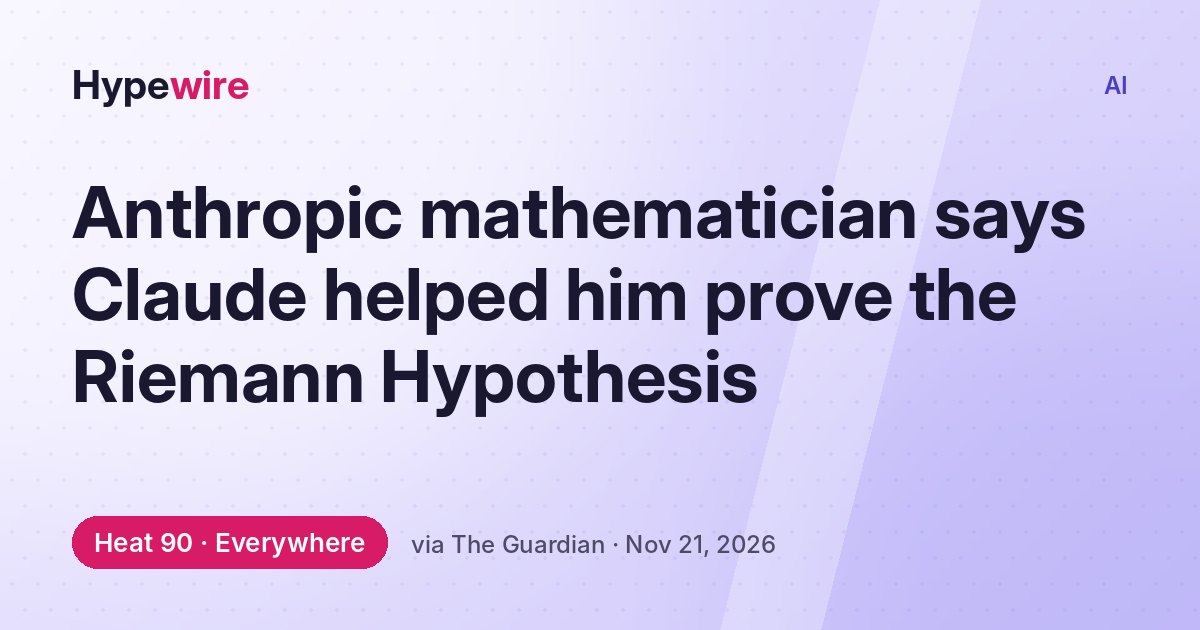 Hypewire
AI
Anthropic mathematician says
Claude helped him prove the
Riemann Hypothesis
Heat 90 · Everywhere
via The Guardian · Nov 21, 2026